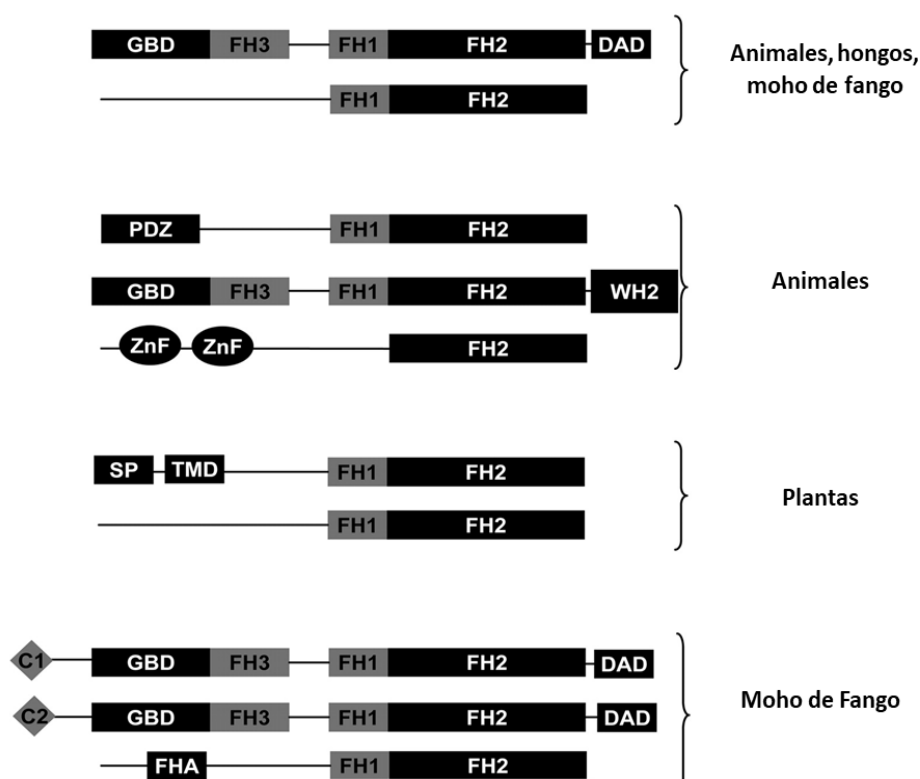 GBD FH3 FH1 FH2 DAD
FH1 FH2
Animales, hongos,
moho de fango
PDZ FH1 FH2
GBD FH3 FH1 FH2 WH2
ZnF ZnF FH2
Animales
SP TMD FH1 FH2
FH1 FH2
Plantas
C1 GBD FH3 FH1 FH2 DAD
C2 GBD FH3 FH1 FH2 DAD
FHA FH1 FH2
Moho de Fango